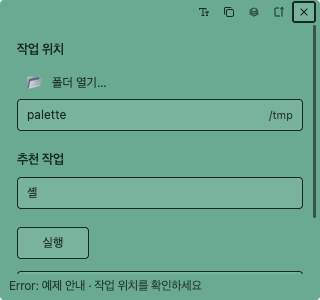 작업 위치
폴더 열기...
palette /tmp
추천 작업
셸
실행
Error: 예제 안내 · 작업 위치를 확인하세요